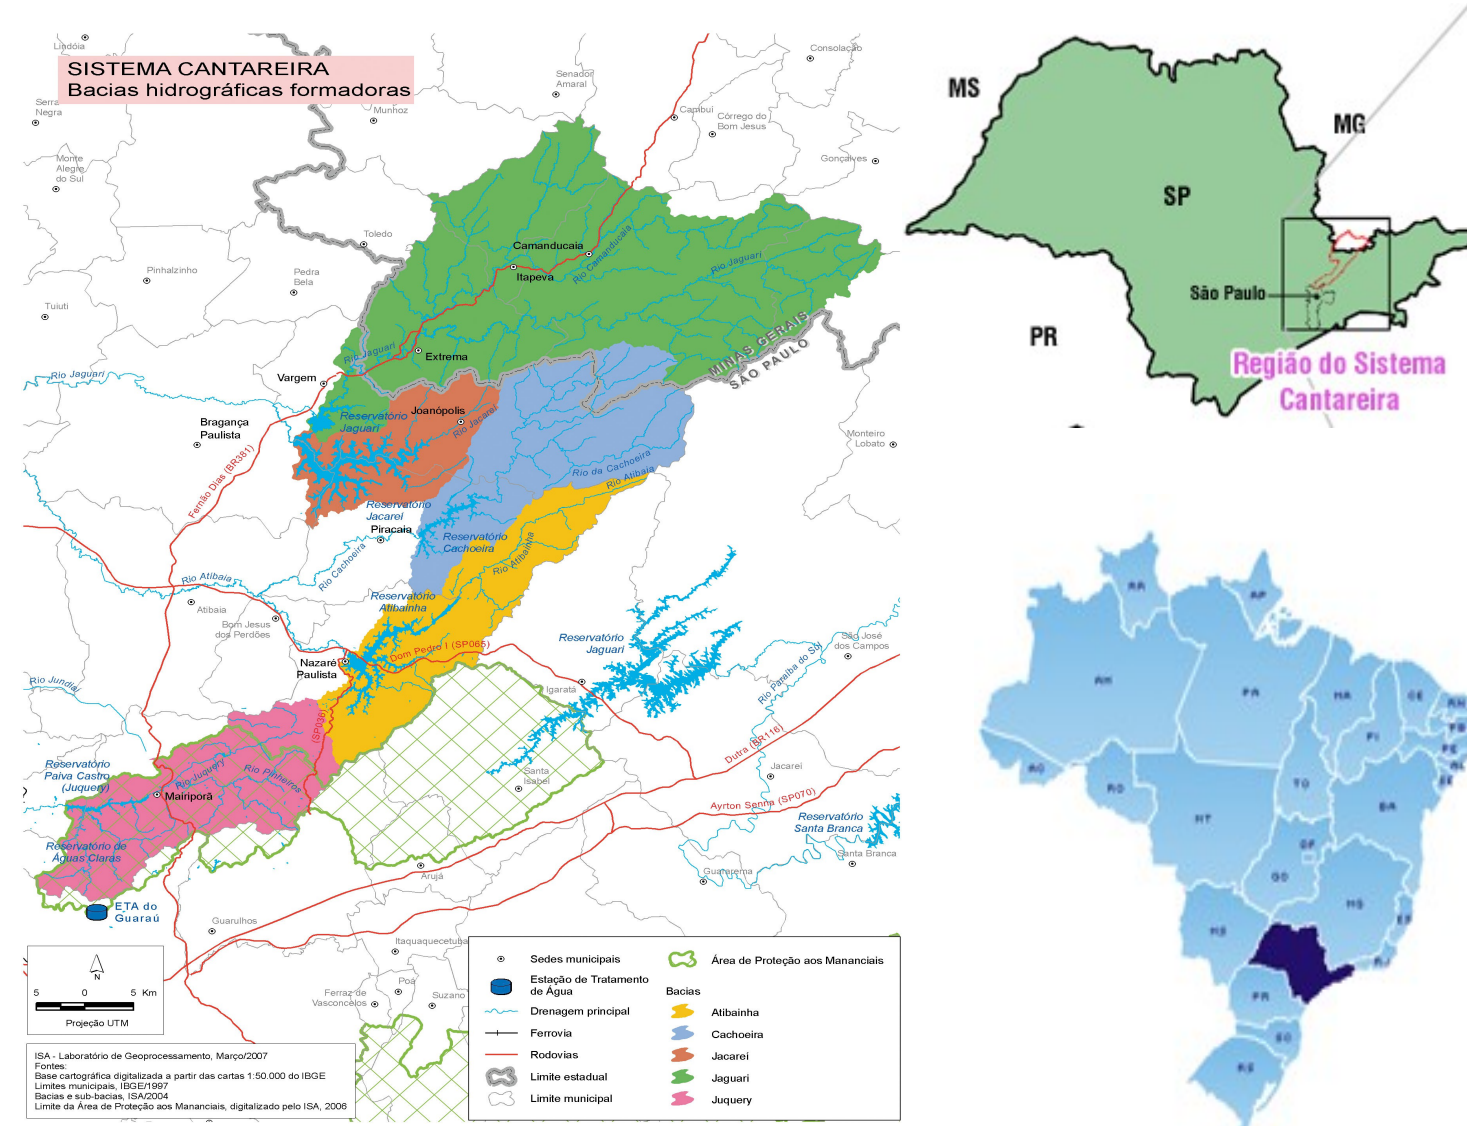 Lindóia
SISTEMA CANTAREIRA
Bacias hidrográficas formadoras
Consolação
Senador
Amaral
Serra
Negra
Munhoz
Cambuí
Córrego do
Bom Jesus
Monte
Alegre
do Sul
Gonçalves
Toledo
Camanducaia
Rio Camanducaia
Itapeva
Rio Jaguari
Pinhalzinho
Pedra
Bela
Tuiuti
MINAS GERAIS
SÃO PAULO
Rio Jaguari
Extrema
Vargem
Rio Jaguari
Joanópolis
Rio Jacareí
Reservatório
Jaguari
Bragança
Paulista
Monteiro
Lobato
Fernão Dias (BR381)
Rio da Cachoeira
Rio Atibaia
Reservatório
Jacareí
Piracaia
Reservatório
Cachoeira
Rio Cachoeira
Rio Atibainha
Rio Atibaia
Reservatório
Atibainha
Atibaia
Bom Jesus
dos Perdões
Dom Pedro I (SP065)
Reservatório
Jaguari
São José
dos Campos
Rio Paraíba do Sul
Nazaré
Paulista
Igaratá
Rio Jundiaí
(SP036)
Dutra (BR116)
Reservatório
Paiva Castro
(Juquery)
Rio Juquery
Rio Pinheiros
Mairiporã
Santa
Isabel
Jacareí
Ayrton Senna (SP070)
Reservatório
Santa Branca
Reservatório de
Águas Claras
Santa Branca
Arujá
Guararema
ETA do
Guaraú
Guarulhos
Itaquaquecetuba
Poá
Ferraz de
Vasconcelos
Suzano
N
5 0 5 Km
Projeção UTM
ISA - Laboratório de Geoprocessamento, Março/2007
Fontes:
Base cartográfica digitalizada a partir das cartas 1:50.000 do IBGE
Limites municipais, IBGE/1997
Bacias e sub-bacias, ISA/2004
Limite da Área de Proteção aos Mananciais, digitalizado pelo ISA, 2006
Sedes municipais
Estação de Tratamento
de Água
Drenagem principal
Ferrovia
Rodovias
Limite estadual
Limite municipal
Área de Proteção aos Mananciais
Bacias
Atibainha
Cachoeira
Jacareí
Jaguari
Juquery
MS
MG
SP
São Paulo
PR
Região do Sistema
Cantareira
RR
AP
AM
PA
MA
CE
RN
PB
PE
AL
SE
PI
AC
RO
TO
BA
MT
DF
GO
MG
ES
MS
RJ
PR
SC
RS